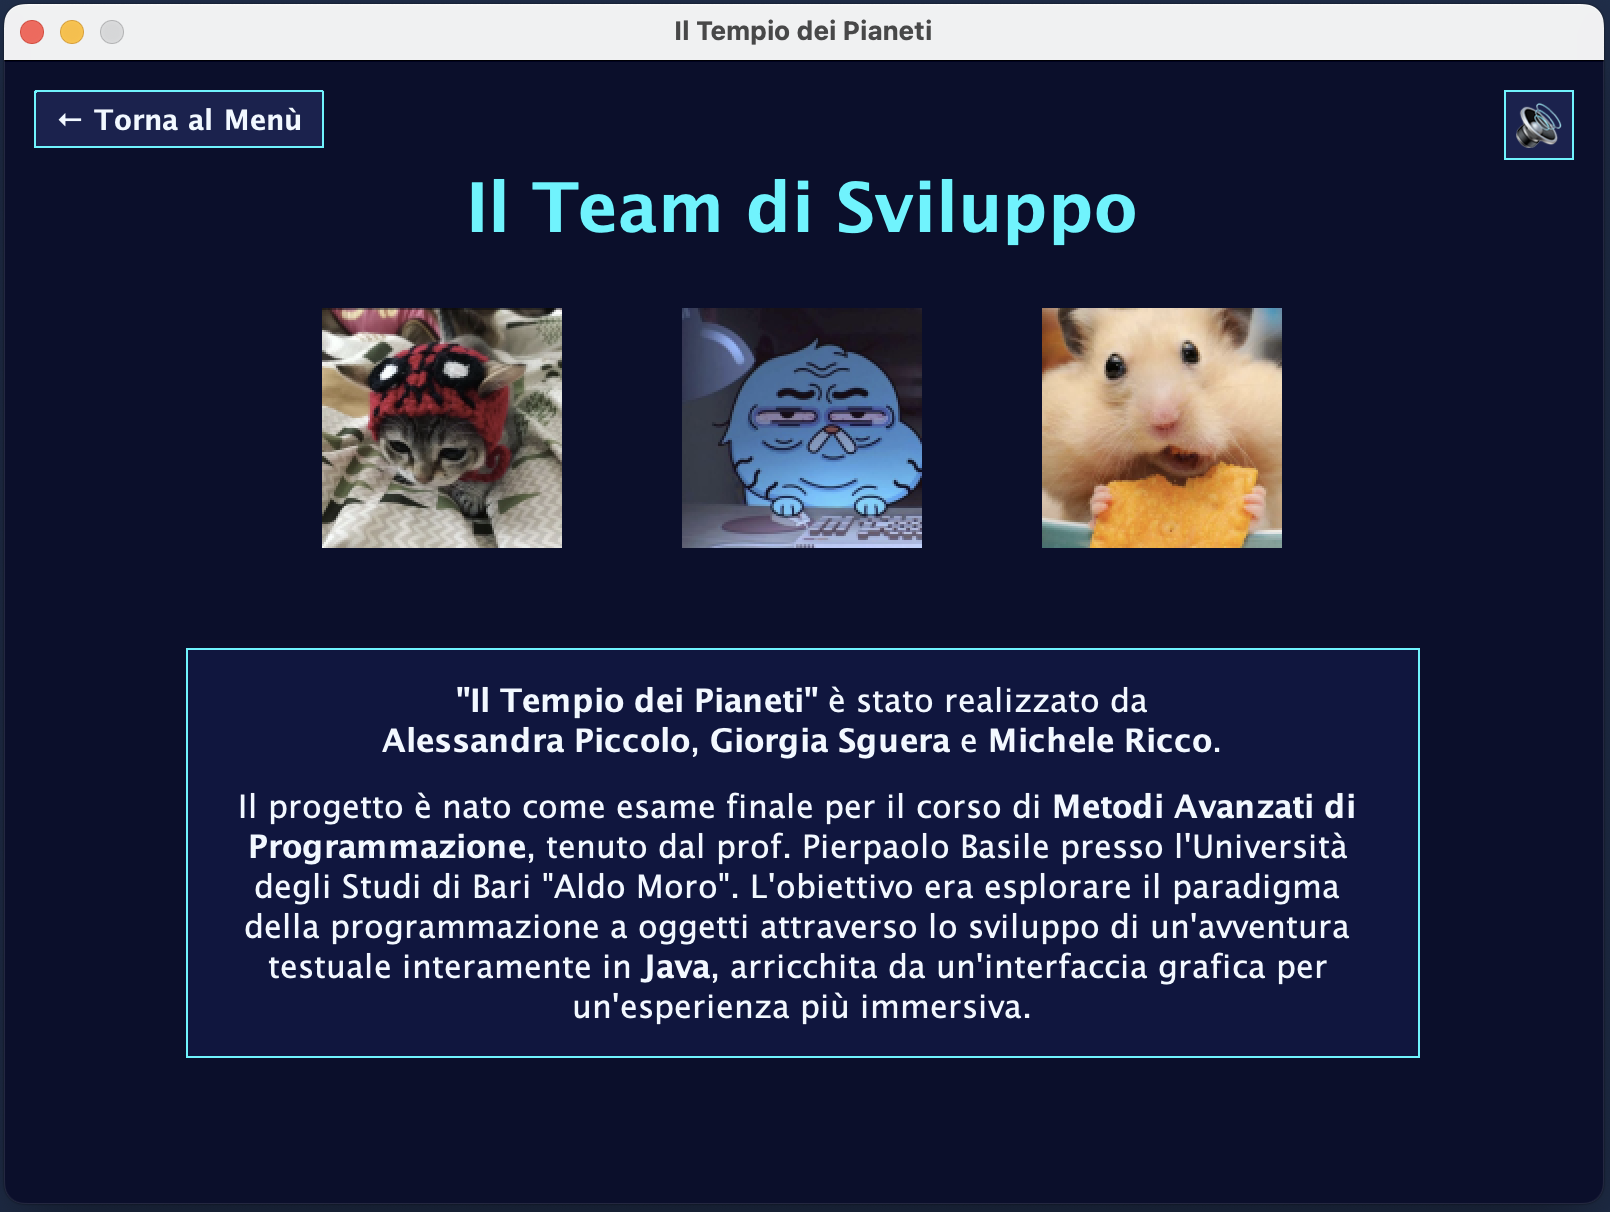 Il Tempio dei Pianeti
← Torna al Menù
Il Team di Sviluppo
"Il Tempio dei Pianeti" è stato realizzato da
Alessandra Piccolo, Giorgia Sguera e Michele Ricco.
Il progetto è nato come esame finale per il corso di Metodi Avanzati di
Programmazione, tenuto dal prof. Pierpaolo Basile presso l'Università
degli Studi di Bari "Aldo Moro". L'obiettivo era esplorare il paradigma
della programmazione a oggetti attraverso lo sviluppo di un'avventura
testuale interamente in Java, arricchita da un'interfaccia grafica per
un'esperienza più immersiva.